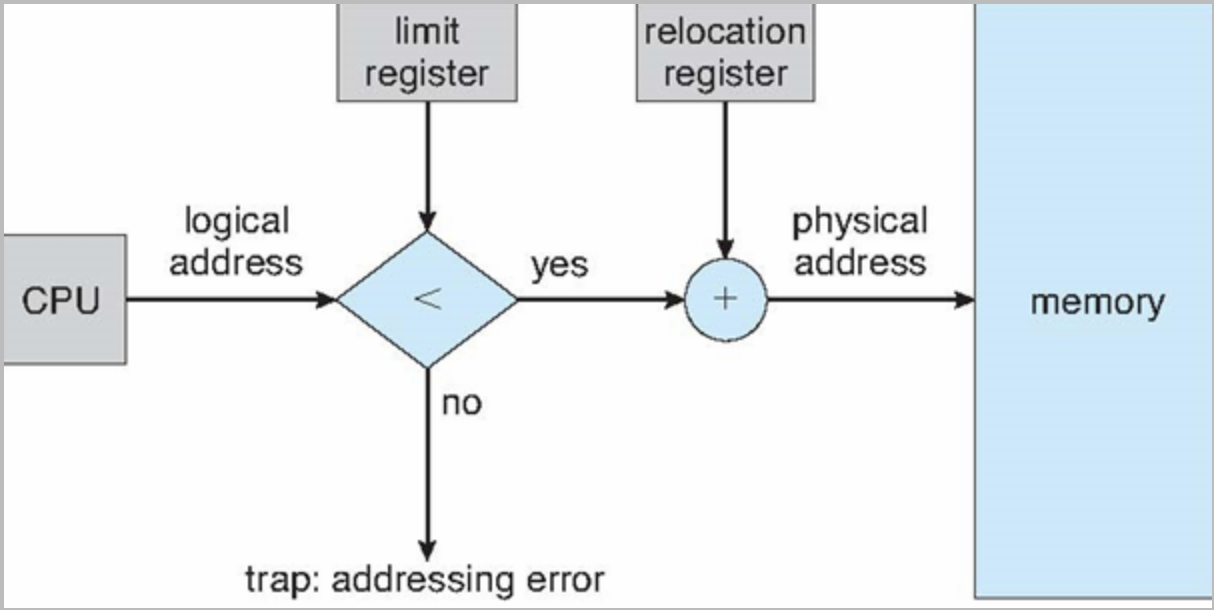 limit
register
relocation
register
logical
address
yes
physical
address
CPU
<
+
memory
no
trap: addressing error